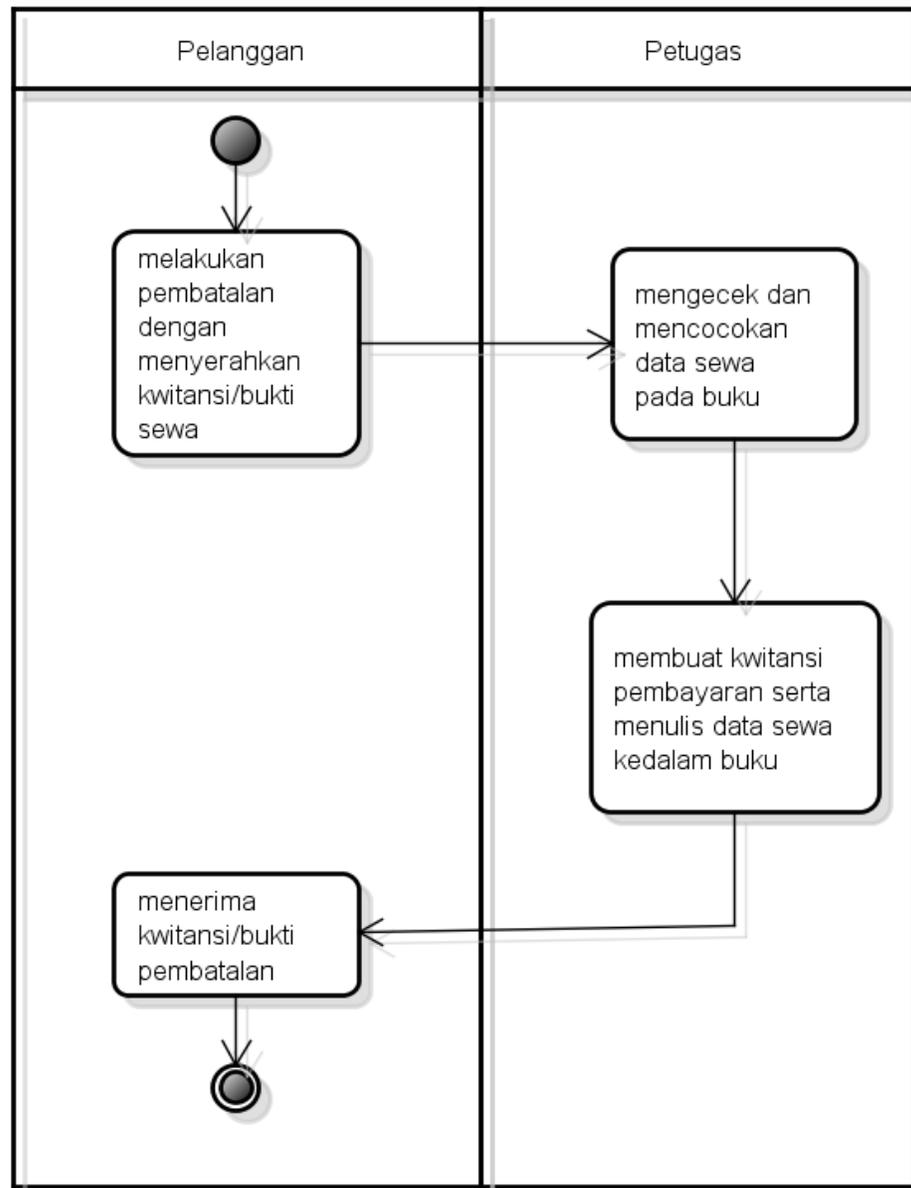 Pelanggan
Petugas
melakukan
pembatalan
dengan
menyerahkan
kwitansi/bukti
sewa
mengecek dan
mencocokan
data sewa
pada buku
membuat kwitansi
pembayaran serta
menulis data sewa
kedalam buku
menerima
kwitansi/bukti
pembatalan